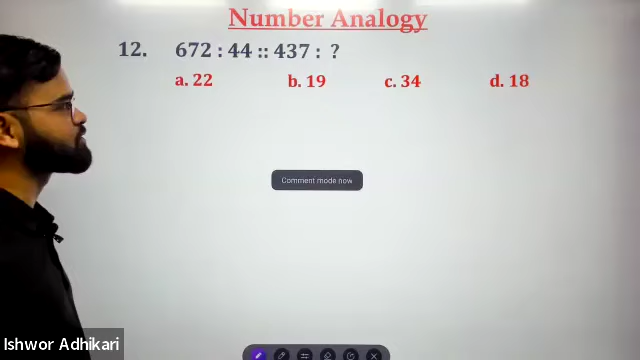 Number Analogy
12. 672 : 44 :: 437 : ?
a. 22 b. 19 c. 34 d. 18
Comment mode now
Ishwor Adhikari